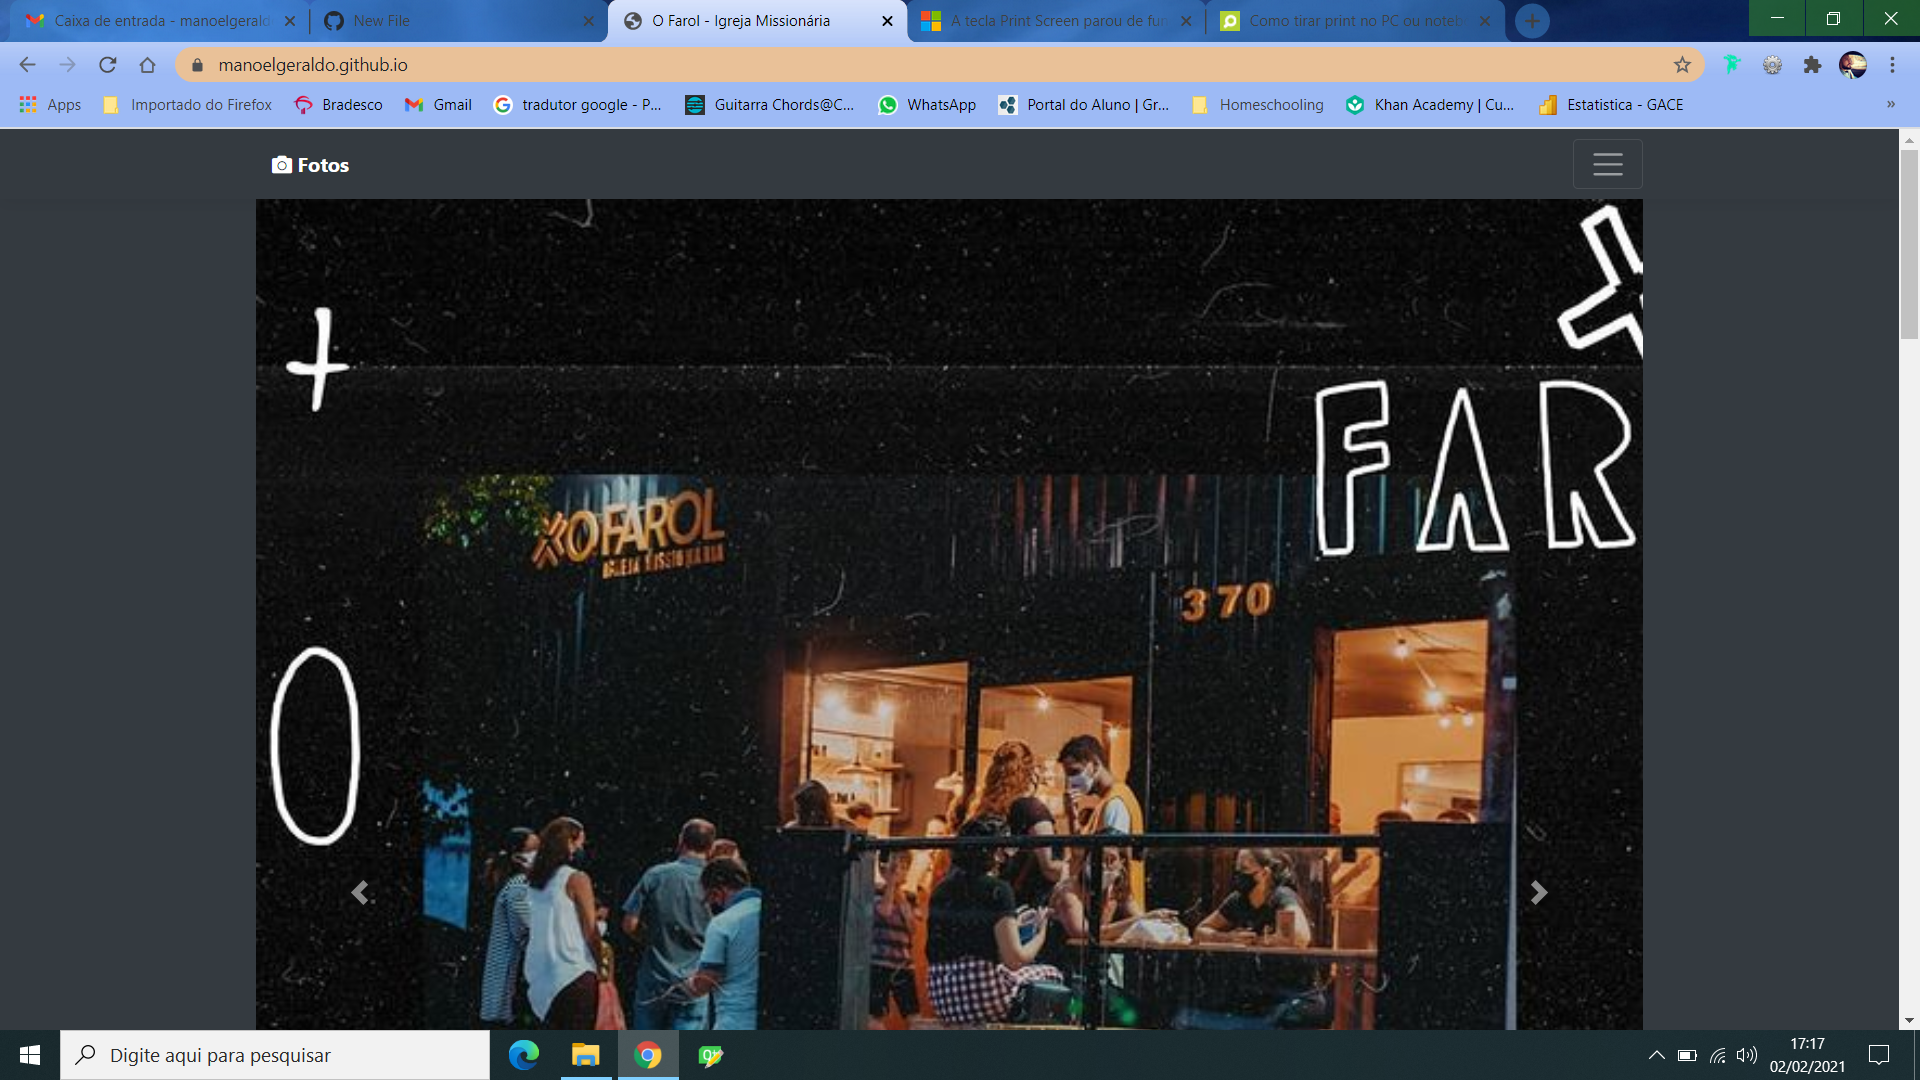 Caixa de entrada - manoelgerald
New File
O Farol - Igreja Missionária
A tecla Print Screen parou de fun
Como tirar print no PC ou noteb
manoelgeraldo.github.io
Apps
Importado do Firefox
Bradesco
Gmail
tradutor google - P...
Guitarra Chords@C...
WhatsApp
Portal do Aluno | Gr...
Homeschooling
Khan Academy | Cu...
Estatistica - GACE
»
Fotos
+
FAR
XOFAROL
IGREJA MISSIONÁRIA
370
O
Digite aqui para pesquisar
17:17
02/02/2021